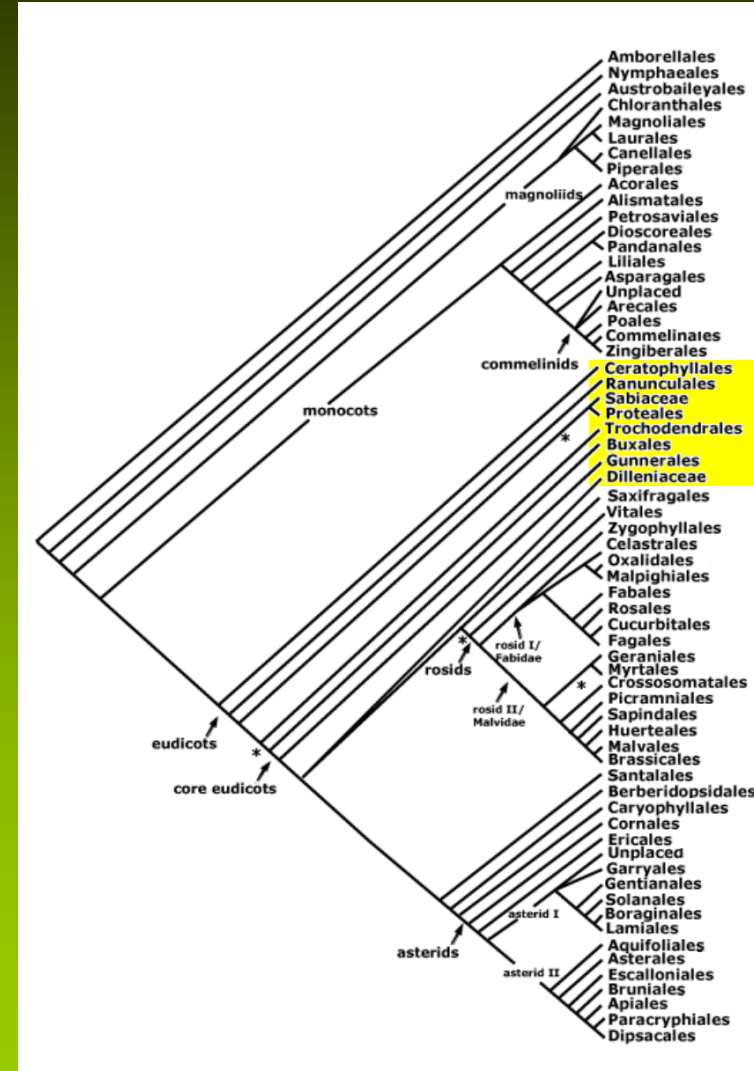 Amborellales
Nymphaeales
Austrobaileyales
Chloranthales
Magnoliales
Laurales
Canellales
Piperales
magnoliids
Acorales
Alismatales
Petrosaviales
Dioscoreales
Pandanales
Liliales
Asparagales
Unplaced
Arecales
Poales
Commelinales
Zingiberales
commelinids
monocots
Ceratophyllales
Ranunculales
Sabiaceae
Proteales
*
Trochodendrales
Buxales
Gunnerales
Dilleniaceae
Saxifragales
Vitales
Zygophyllales
Celastrales
Oxalidales
Malpighiales
Fabales
Rosales
Cucurbitales
Fagales
rosid I/
Fabidae
*
rosids
Geraniales
Myrtales
*
Crossosomatales
Picramniales
Sapindales
Huerteales
Malvales
Brassicales
rosid II/
Malvidae
eudicots
*
core eudicots
Santalales
Berberidopsidales
Caryophyllales
Cornales
Ericales
Unplaced
Garryales
Gentianales
Solanales
Boraginales
Lamiales
asterid I
asterids
asterid II
Aquifoliales
Asterales
Escalloniales
Bruniales
Apiales
Paracryphiales
Dipsacales